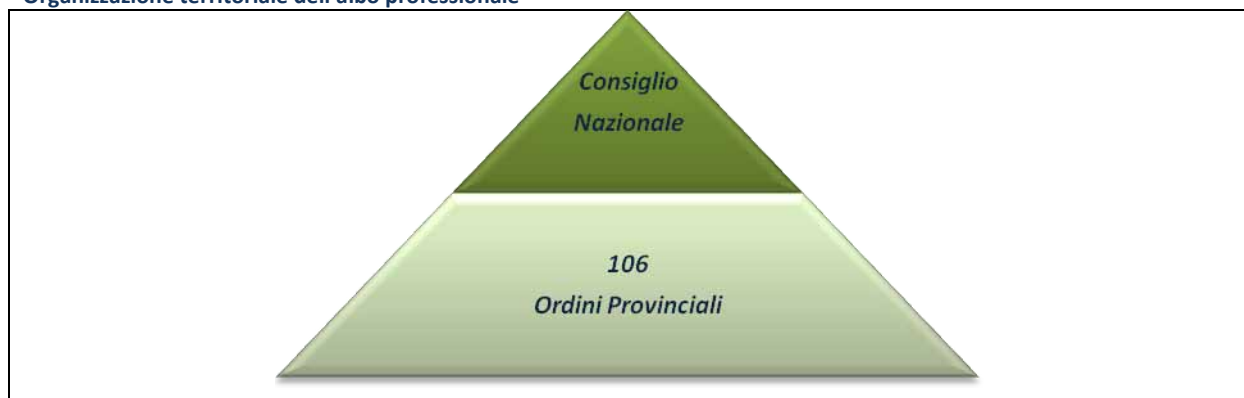 Organizzazione territoriale dell'albo professionale
Consiglio
Nazionale
106
Ordini Provinciali